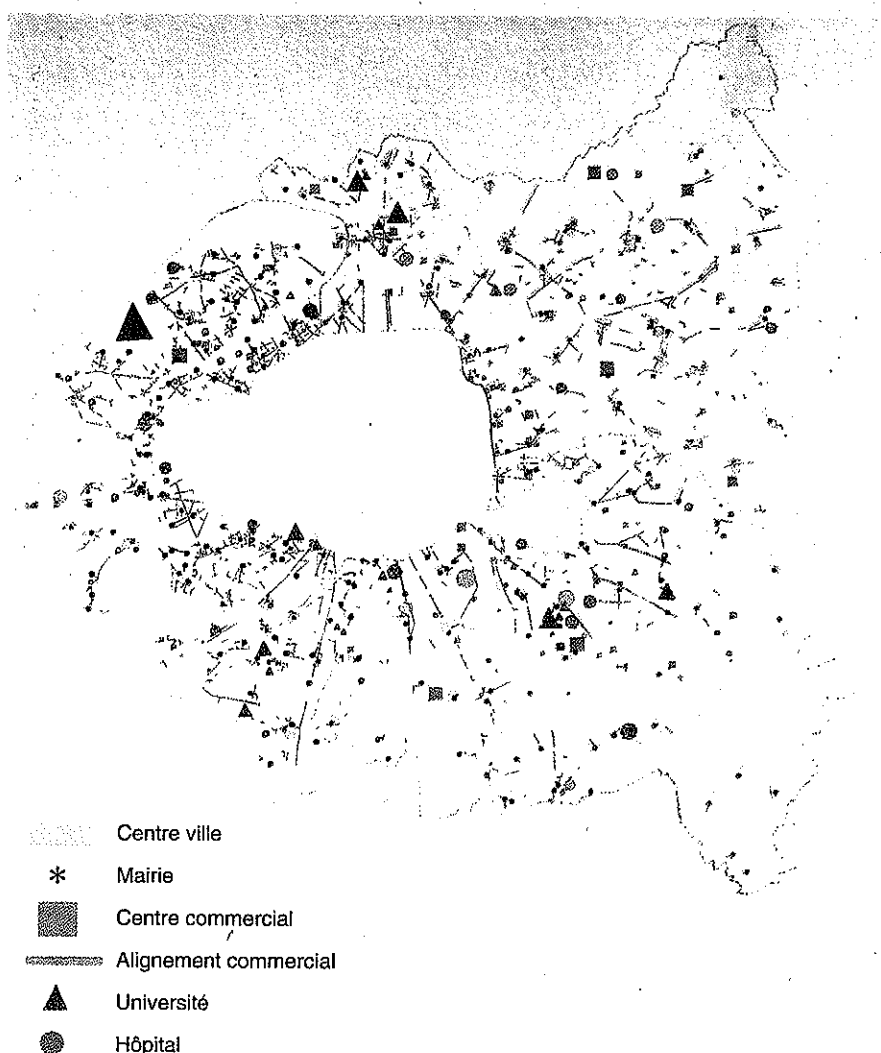 Centre ville
Mairie
Centre commercial
Alignement commercial
Université
Hôpital